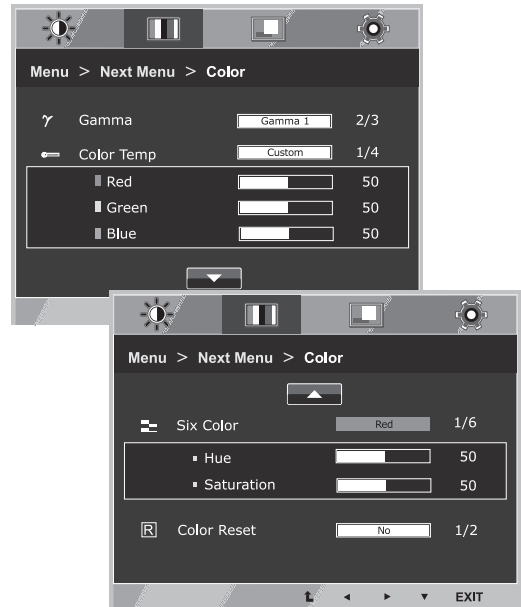 Menu > Next Menu > Color
γ Gamma Gamma 1 2/3
Color Temp Custom 1/4
Red 50
Green 50
Blue 50
Menu > Next Menu > Color
Six Color Red 1/6
Hue 50
Saturation 50
R Color Reset No 1/2
EXIT